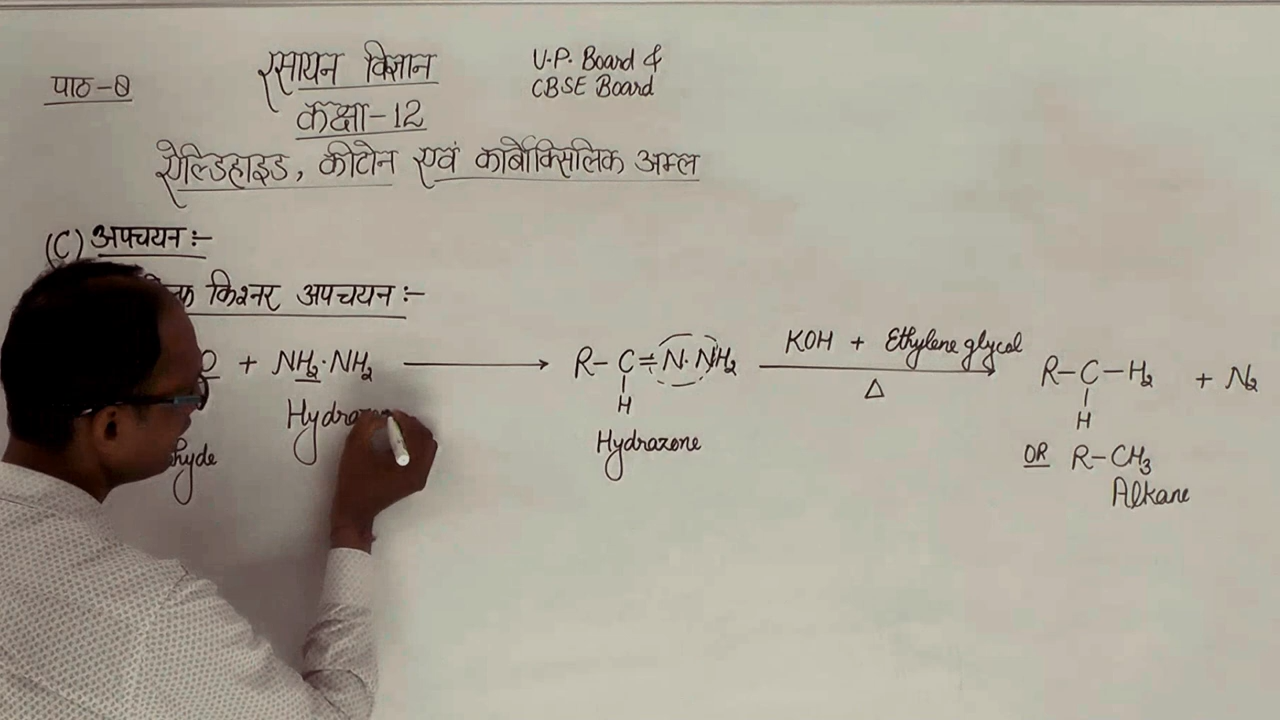 रसायन विज्ञान
U.P. Board &
CBSE Board
पाठ-8
कक्षा-12
ऐल्डिहाइड, कीटोन एवं कार्बोक्सिलिक अम्ल
(C) अपचयन :-
किश्नर अपचयन :-
O + NH₂.NH₂ ⟶ R-C=N.NH₂ KOH + Ethylene glycol R-C-H₂ + N₂
Δ
H H
Hydrazone
OR R-CH₃
Alkane